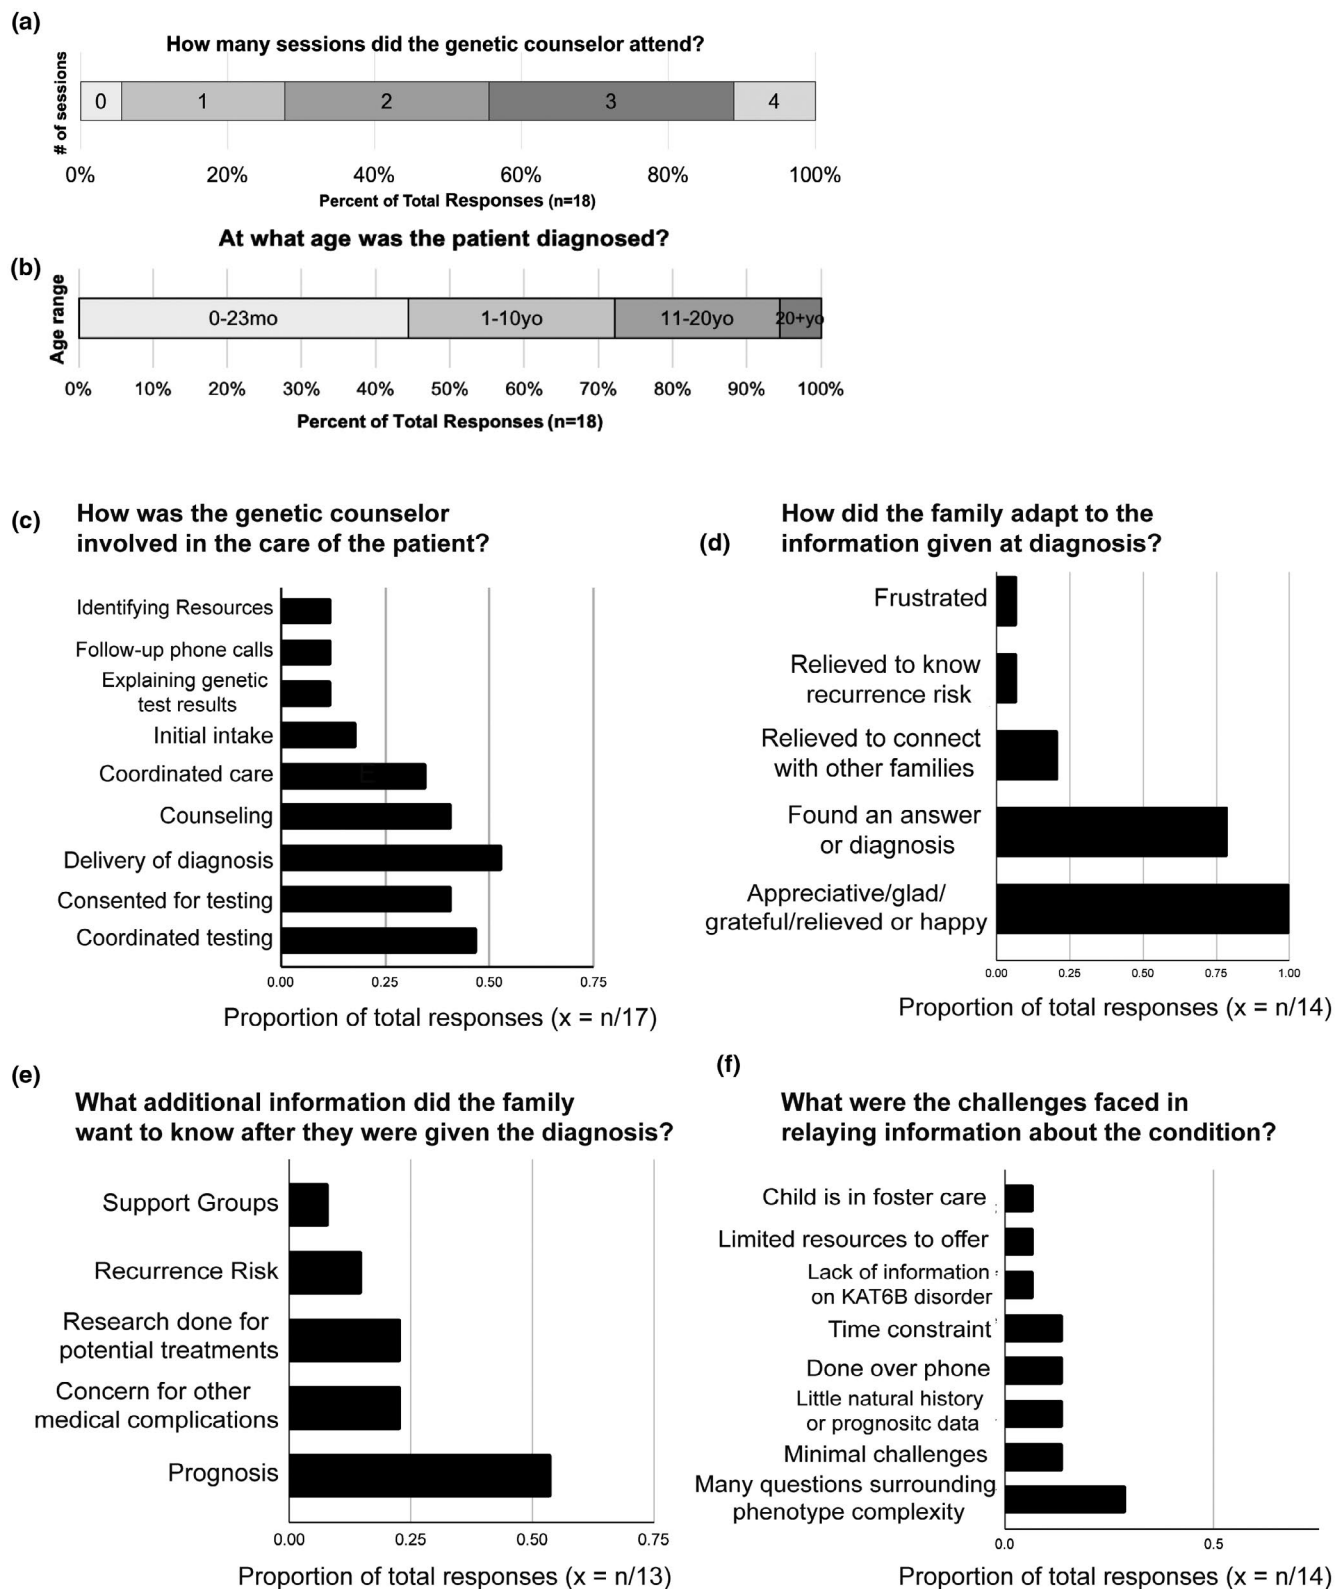 (a)
How many sessions did the genetic counselor attend?
# of sessions
0 1 2 3 4
0% 20% 40% 60% 80% 100%
Percent of Total Responses (n=18)
At what age was the patient diagnosed?
(b)
Age range
0-23mo 1-10yo 11-20yo 20+yo
0% 10% 20% 30% 40% 50% 60% 70% 80% 90% 100%
Percent of Total Responses (n=18)
(c)
How was the genetic counselor
involved in the care of the patient?
Identifying Resources
Follow-up phone calls
Explaining genetic
test results
Initial intake
Coordinated care
Counseling
Delivery of diagnosis
Consented for testing
Coordinated testing
0.00 0.25 0.50 0.75
Proportion of total responses (x = n/17)
(d)
How did the family adapt to the
information given at diagnosis?
Frustrated
Relieved to know
recurrence risk
Relieved to connect
with other families
Found an answer
or diagnosis
Appreciative/glad/
grateful/relieved or happy
0.00 0.25 0.50 0.75 1.00
Proportion of total responses (x = n/14)
(e)
What additional information did the family
want to know after they were given the diagnosis?
Support Groups
Recurrence Risk
Research done for
potential treatments
Concern for other
medical complications
Prognosis
0.00 0.25 0.50 0.75
Proportion of total responses (x = n/13)
(f)
What were the challenges faced in
relaying information about the condition?
Child is in foster care
Limited resources to offer
Lack of information
on KAT6B disorder
Time constraint
Done over phone
Little natural history
or prognositc data
Minimal challenges
Many questions surrounding
phenotype complexity
0.0 0.5
Proportion of total responses (x = n/14)